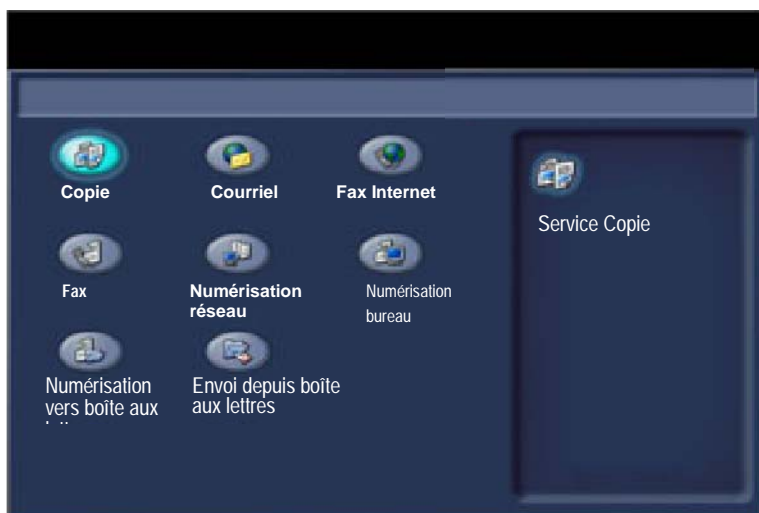 Copie
Courriel
Fax Internet
Service Copie
Fax
Numérisation
réseau
Numérisation
bureau
Numérisation
vers boîte aux
Envoi depuis boîte
aux lettres